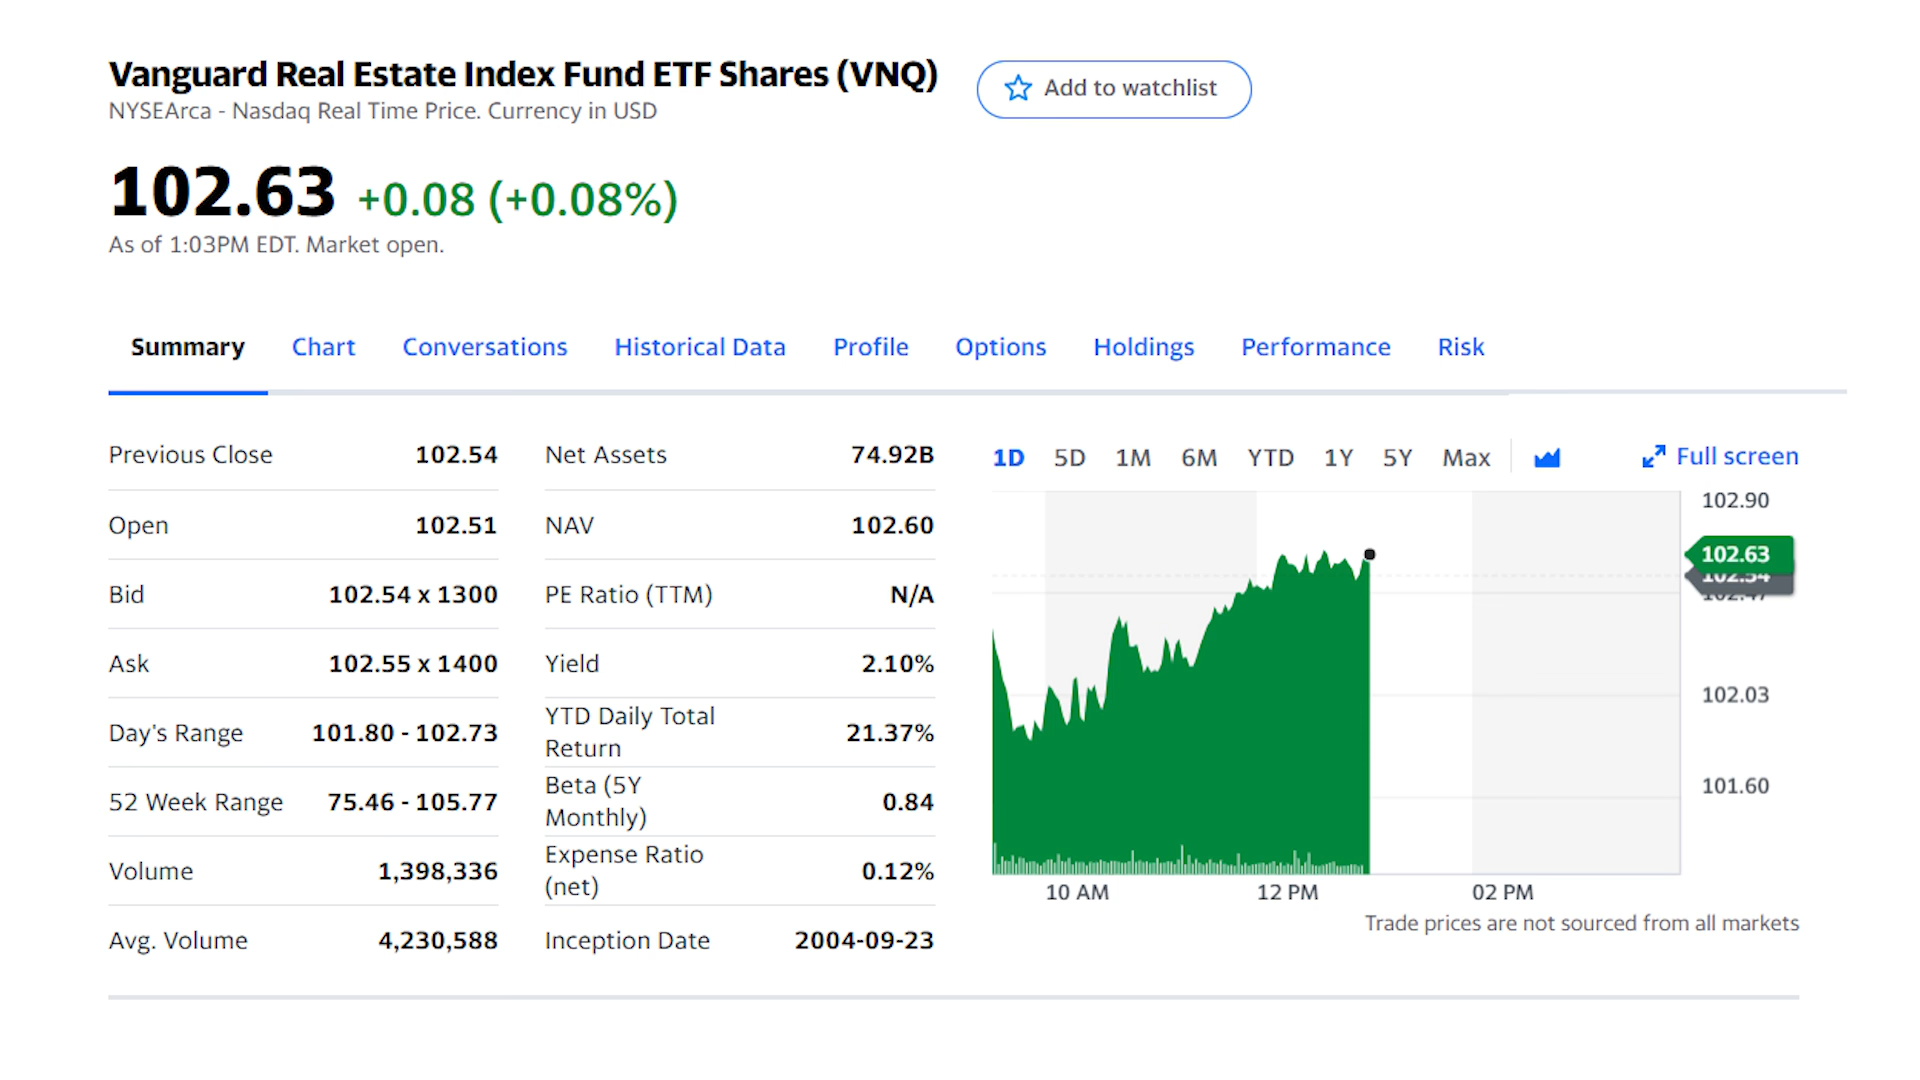 Vanguard Real Estate Index Fund ETF Shares (VNQ)
Add to watchlist
NYSEArca - Nasdaq Real Time Price. Currency in USD
102.63 +0.08 (+0.08%)
As of 1:03PM EDT. Market open.
Summary Chart Conversations Historical Data Profile Options Holdings Performance Risk
Previous Close 102.54
Open 102.51
Bid 102.54 x 1300
Ask 102.55 x 1400
Day's Range 101.80 - 102.73
52 Week Range 75.46 - 105.77
Volume 1,398,336
Avg. Volume 4,230,588
Net Assets 74.92B
NAV 102.60
PE Ratio (TTM) N/A
Yield 2.10%
YTD Daily Total
Return 21.37%
Beta (5Y
Monthly) 0.84
Expense Ratio
(net) 0.12%
Inception Date 2004-09-23
1D 5D 1M 6M YTD 1Y 5Y Max Full screen
102.90
102.63
102.54
102.47
102.03
101.60
10 AM 12 PM 02 PM
Trade prices are not sourced from all markets